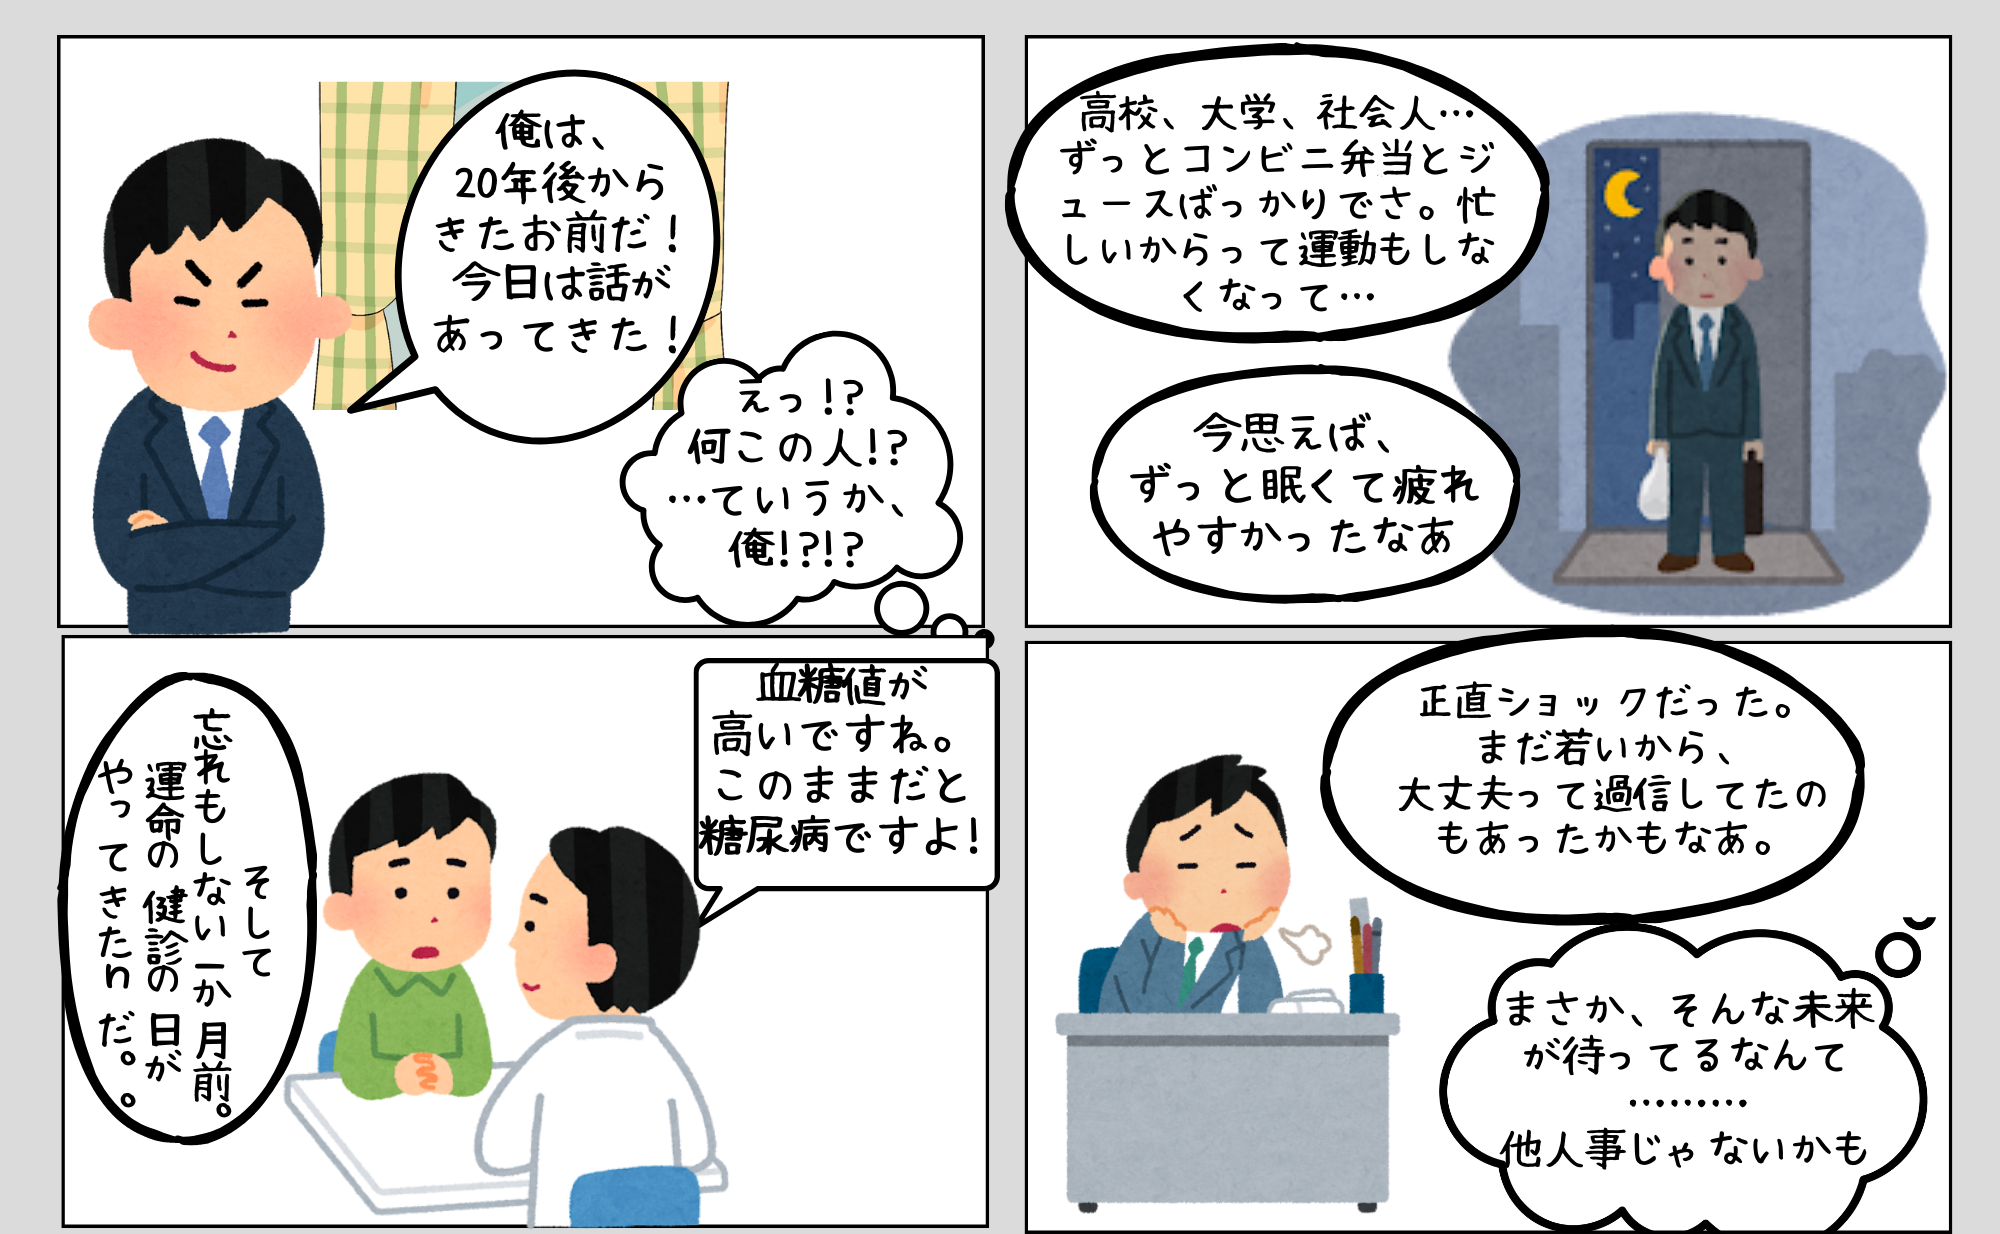 俺は、
20年後から
きたお前だ！
今日は話が
あってきた！
えっ！？
何この人！？
…ていうか、
俺！？！？
高校、大学、社会人…
ずっとコンビニ弁当とジ
ュースばっかりでさ。忙
しいからって運動もしな
くなって…
今思えば、
ずっと眠くて疲れ
やすかったなあ
そして
忘れもしない一か月前。
運命の健診の日が
やってきたnだ。。
血糖値が
高いですね。
このままだと
糖尿病ですよ！
正直ショックだった。
まだ若いから、
大丈夫って過信してたの
もあったかもなあ。
まさか、そんな未来
が待ってるなんて
………
他人事じゃないかも